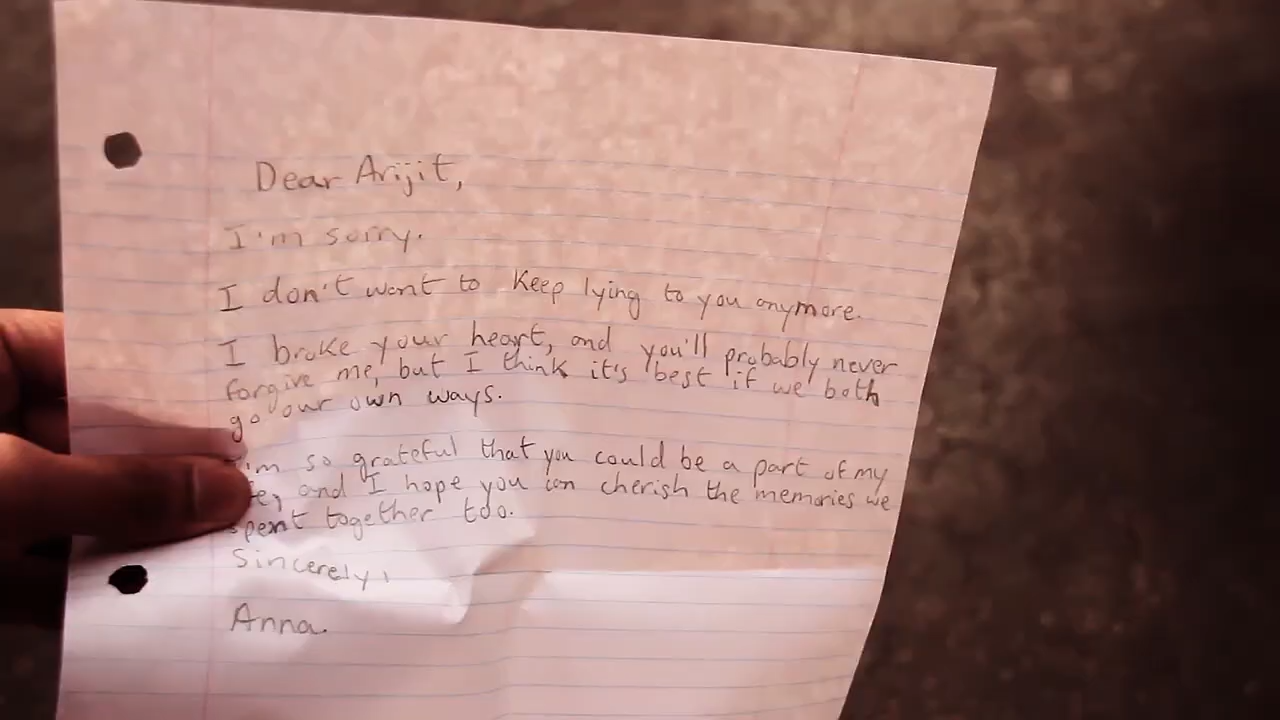 Dear Arijit,
I'm sorry.
I don't want to keep lying to you anymore.
I broke your heart, and you'll probably never
forgive me, but I think it's best if we both
go our own ways.
I'm so grateful that you could be a part of my
and I hope you can cherish the memories we
spent together too.
Sincerely,
Anna.